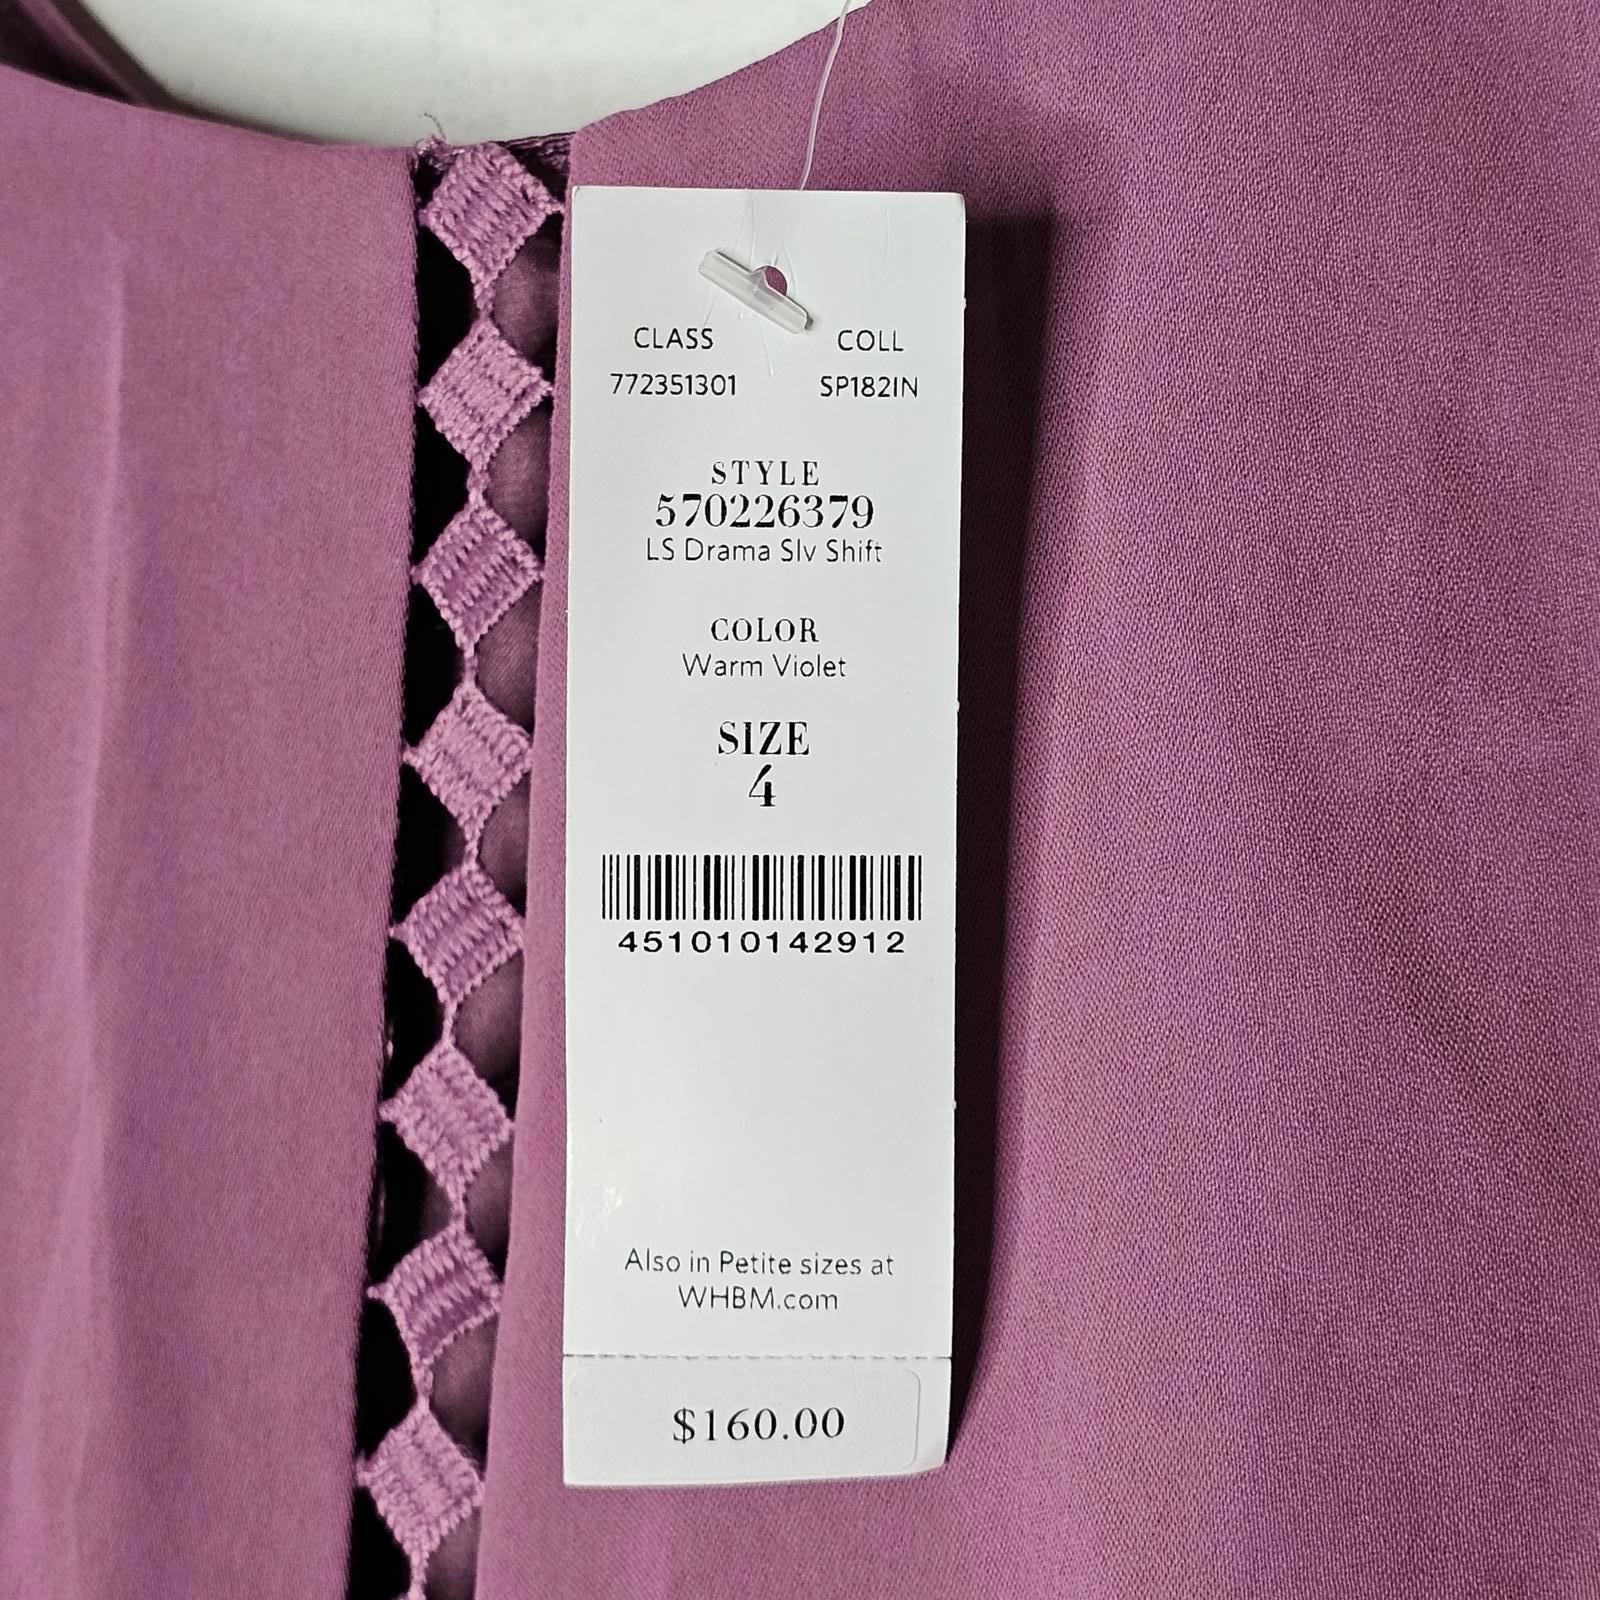 CLASS COLL
772351301 SP182IN
STYLE
570226379
LS Drama Slv Shift
COLOR
Warm Violet
SIZE
4
451010142912
Also in Petite sizes at
WHBM.com
$160.00